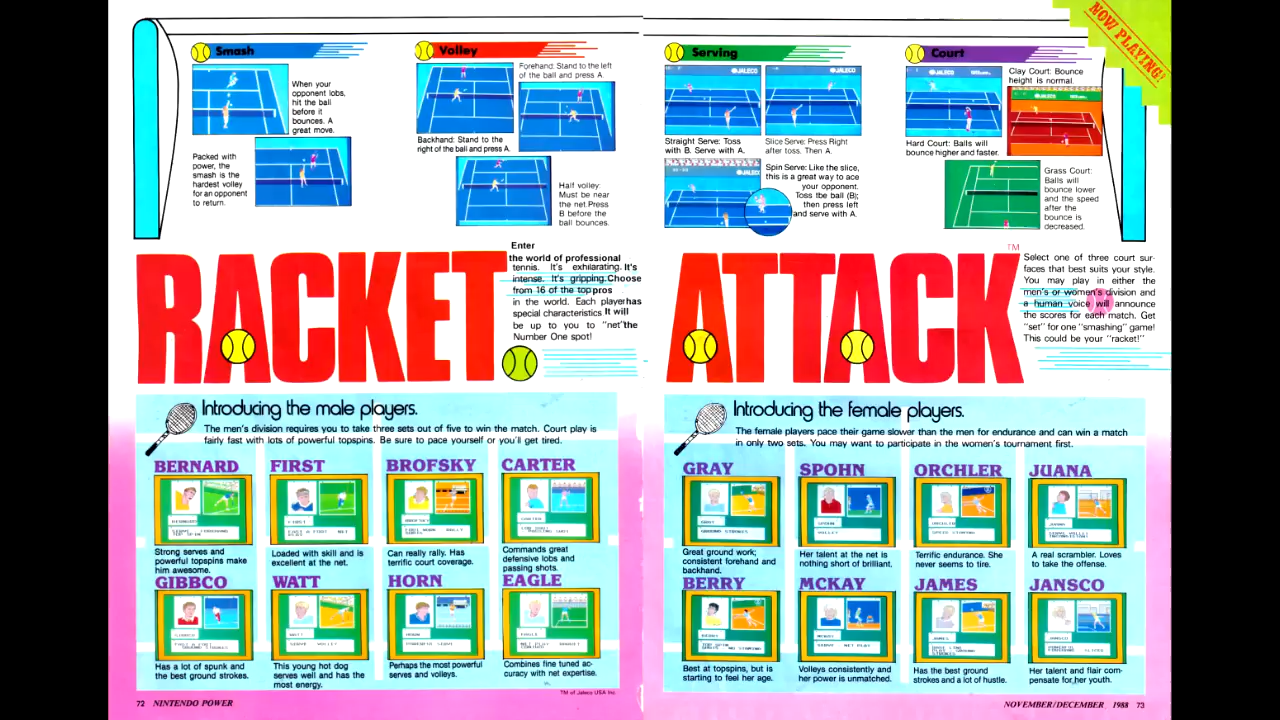 NOW PLAYING!
Smash
When your
opponent lobs,
hit the ball
before it
bounces. A
great move.
Packed with
power, the
smash is the
hardest volley
for an opponent
to return.
Volley
Forehand: Stand to the left
of the ball and press A.
Backhand: Stand to the
right of the ball and press A.
Half volley
Must be near
the net. Press
B before the
ball bounces.
Serving
JALECO
JALECO
Straight Serve: Toss
with B. Serve with A.
Slice Serve: Press Right
after toss. Then A.
Spin Serve: Like the slice,
this is a great way to ace
your opponent.
Toss the ball (B);
then press left
and serve with A.
Court
JALECO
JALECO
Clay Court: Bounce
height is normal.
Hard Court: Balls will
bounce higher and faster.
Grass Court:
Balls will
bounce lower
and the speed
after the
bounce is
decreased.
RACKET ATTACK TM
Enter
the world of professional
tennis. It's exhilarating. It's
intense. It's gripping. Choose
from 16 of the top pros
in the world. Each player has
special characteristics. It will
be up to you to "net" the
Number One spot!
Select one of three court sur-
faces that best suits your style.
You may play in either the
men's or women's division and
a human voice will announce
the scores for each match. Get
"set" for one "smashing" game!
This could be your "racket!"
Introducing the male players.
The men's division requires you to take three sets out of five to win the match. Court play is
fairly fast with lots of powerful topspins. Be sure to pace yourself or you'll get tired.
BERNARD
Strong serves and
powerful topspins make
him awesome.
FIRST
Loaded with skill and is
excellent at the net.
BROFSKY
Can really rally. Has
terrific court coverage.
CARTER
Commands great
defensive lobs and
passing shots.
GIBBCO
Has a lot of spunk and
the best ground strokes.
WATT
This young hot dog
serves well and has the
most energy.
HORN
Perhaps the most powerful
serves and volleys.
EAGLE
Combines fine tuned ac-
curacy with net expertise.
TM of Jaleco USA Inc.
Introducing the female players.
The female players pace their game slower than the men for endurance and can win a match
in only two sets. You may want to participate in the women's tournament first.
GRAY
Great ground work;
consistent forehand and
backhand.
SPOHN
Her talent at the net is
nothing short of brilliant.
ORCHLER
Terrific endurance. She
never seems to tire.
JUANA
A real scrambler. Loves
to take the offense.
BERRY
Best at topspins, but is
starting to feel her age.
MCKAY
Volleys consistently and
her power is unmatched.
JAMES
Has the best ground
strokes and a lot of hustle.
JANSCO
Her talent and flair com-
pensate for her youth.
72 NINTENDO POWER
NOVEMBER/DECEMBER 1988 73